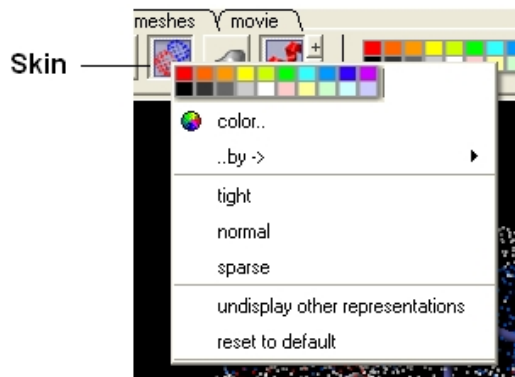 meshes movie
Skin
+
color..
..by ->
tight
normal
sparse
undisplay other representations
reset to default